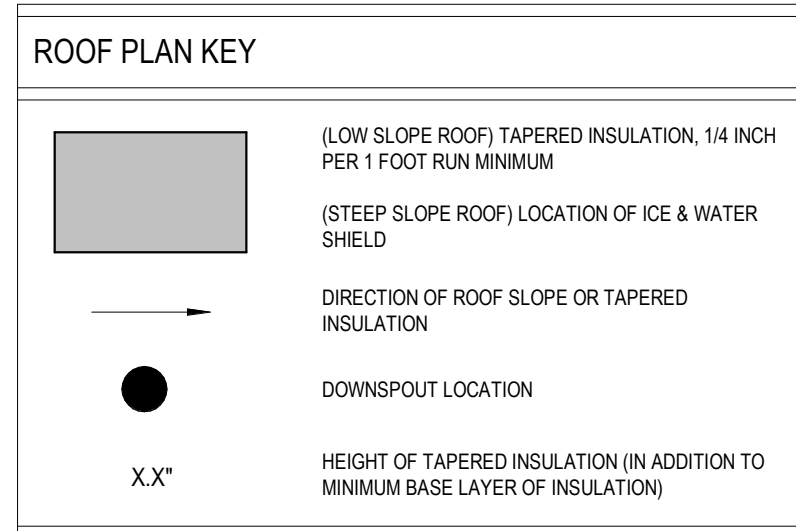 ROOF PLAN KEY
(LOW SLOPE ROOF) TAPERED INSULATION, 1/4 INCH
PER 1 FOOT RUN MINIMUM
(STEEP SLOPE ROOF) LOCATION OF ICE & WATER
SHIELD
DIRECTION OF ROOF SLOPE OR TAPERED
INSULATION
DOWNSPOUT LOCATION
X.X"
HEIGHT OF TAPERED INSULATION (IN ADDITION TO
MINIMUM BASE LAYER OF INSULATION)